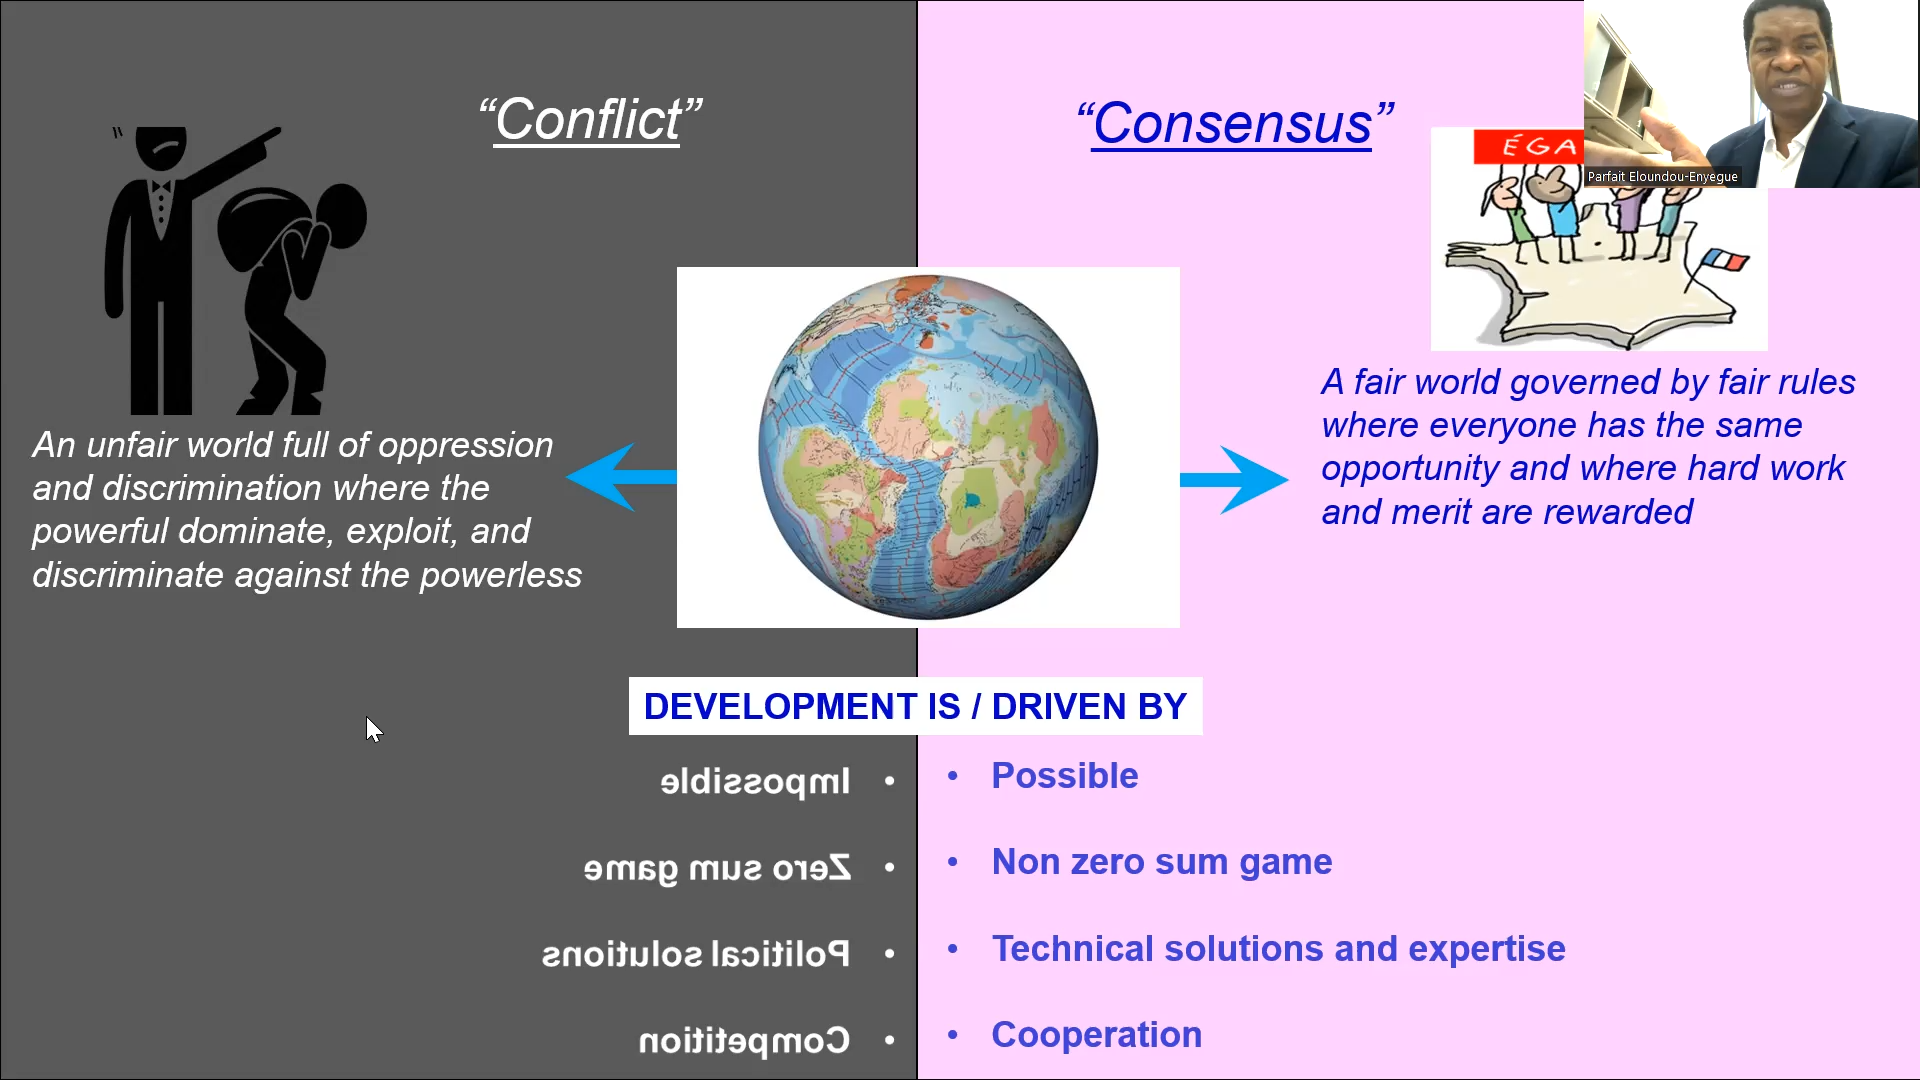 “Conflict”
“Consensus”
ÉGA
Parfait Eloundou-Enyegue
An unfair world full of oppression
and discrimination where the
powerful dominate, exploit, and
discriminate against the powerless
A fair world governed by fair rules
where everyone has the same
opportunity and where hard work
and merit are rewarded
DEVELOPMENT IS / DRIVEN BY
• Impossible
• Zero sum game
• Political solutions
• Competition
• Possible
• Non zero sum game
• Technical solutions and expertise
• Cooperation